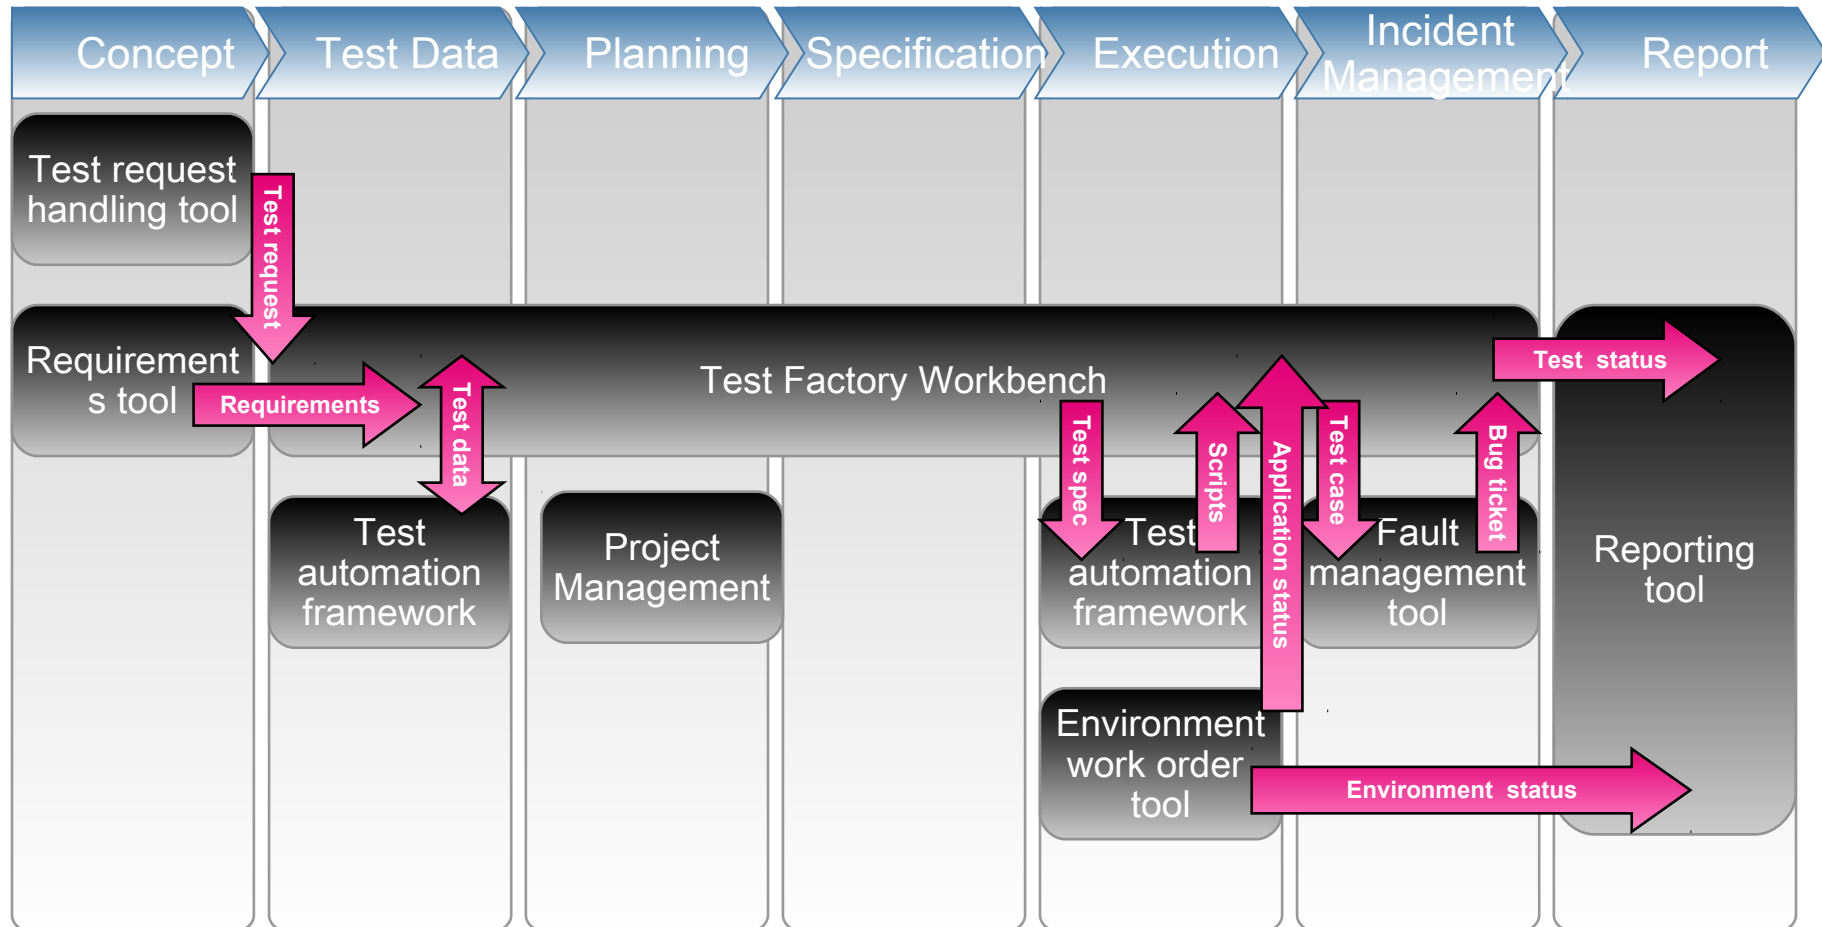 Concept
Test Data
Planning
Specification
Execution
Incident
Management
Report
Test request
handling tool
Test request
Requirement
s tool
Requirements
Test data
Test Factory Workbench
Test spec
Scripts
Application status
Test case
Bug ticket
Test status
Test
automation
framework
Project
Management
Test
automation
framework
Fault
management
tool
Reporting
tool
Environment
work order
tool
Environment status